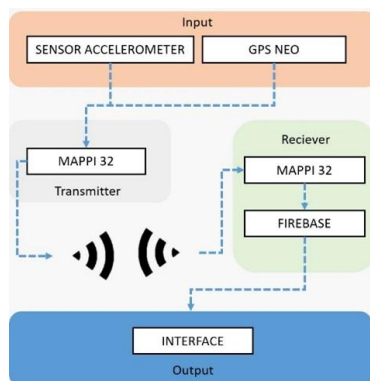 Input
SENSOR ACCELEROMETER
GPS NEO
MAPPI 32
Transmitter
Reciever
MAPPI 32
FIREBASE
INTERFACE
Output